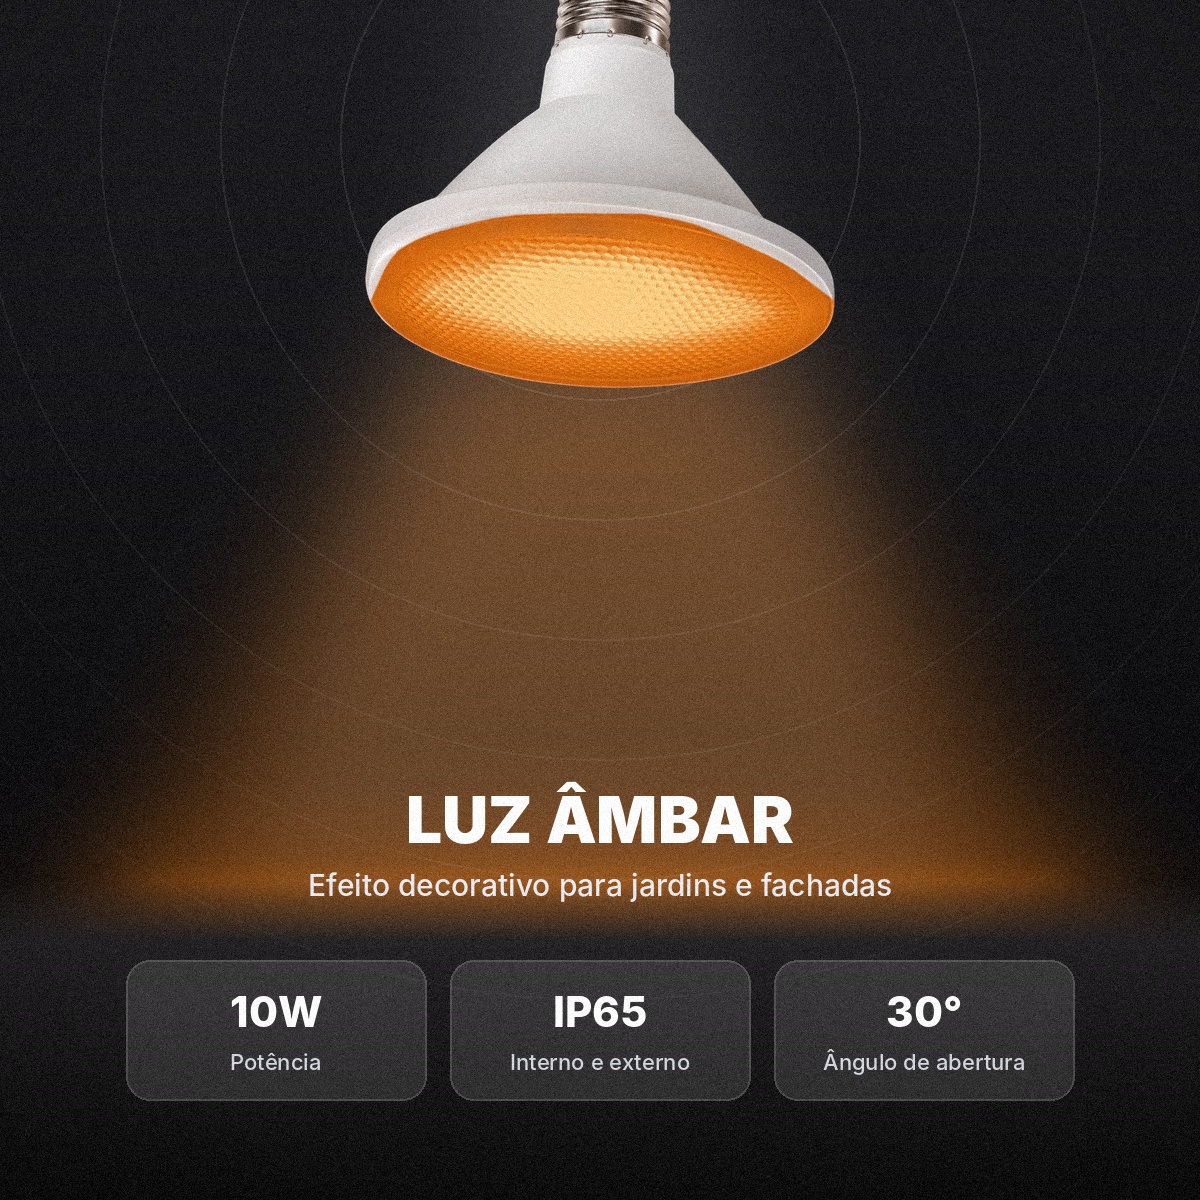 LUZ ÂMBAR
Efeito decorativo para jardins e fachadas
10W
Potência
IP65
Interno e externo
30°
Ângulo de abertura